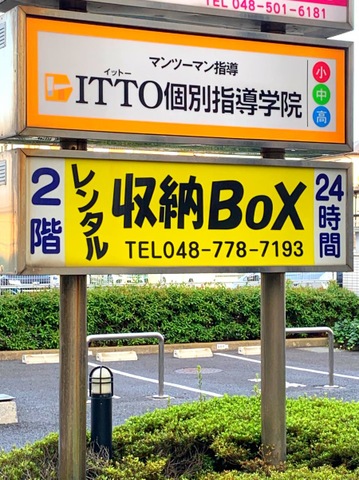 TEL 048-501-6181
マンツーマン指導
イットー
ITTO個別指導学院
小
中
高
2階
レンタル
収納BoX
TEL048-778-7193
24時間